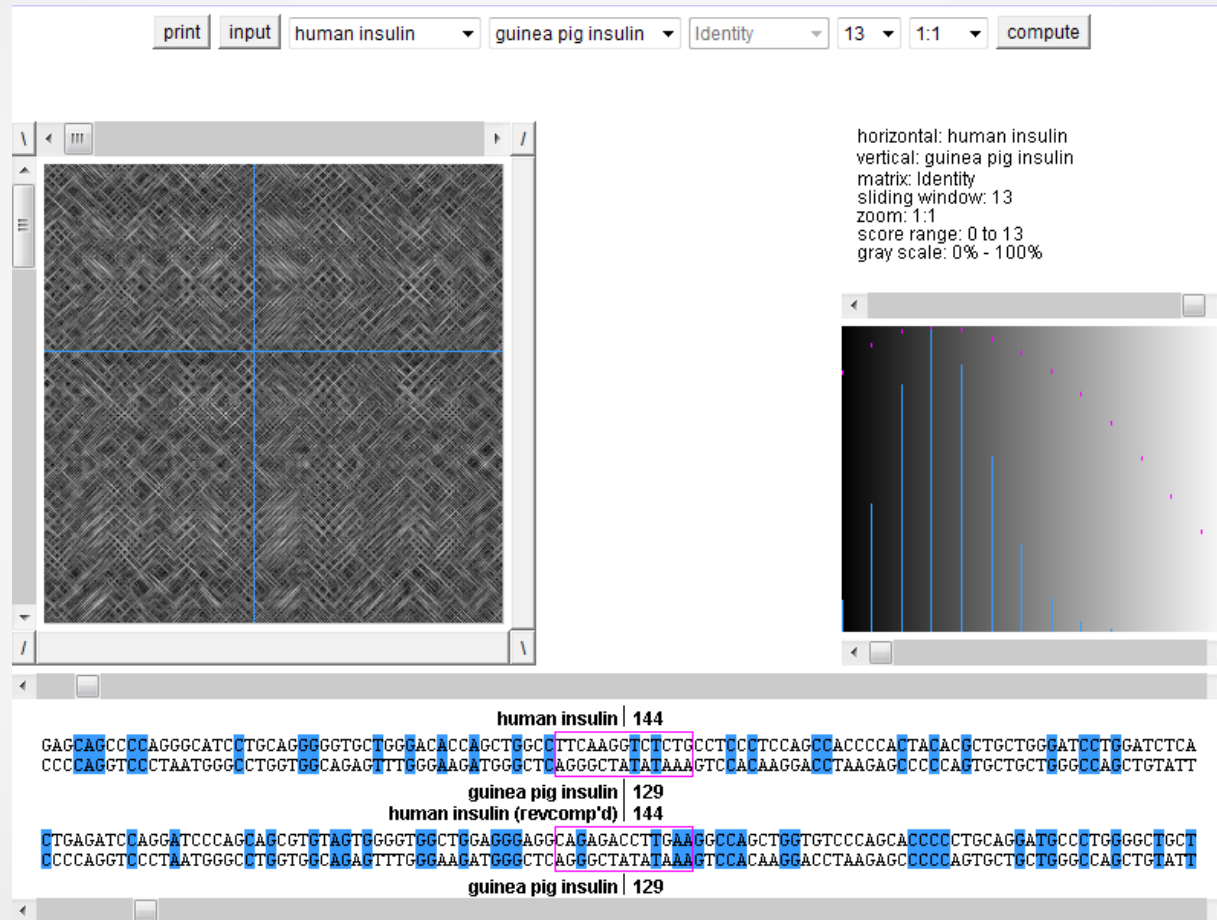 print input human insulin guinea pig insulin Identity 13 1:1 compute
\ /
horizontal: human insulin
vertical: guinea pig insulin
matrix: Identity
sliding window: 13
zoom: 1:1
score range: 0 to 13
gray scale: 0% - 100%
/ \
human insulin 144
GAGCAGCCCCAGGGCATCCTGCAGGGGGTGCTGGGACACCAGCTGGCCTTCAAGGTCTCTGCCTCCCTCCAGCCACCCCACTACACGCTGCTGGGATCCTGGATCTCA
CCCCAGGTCCCTAATGGGCCTGGTGGCAGAGTTTGGGAAGATGGGCTCAGGGCTATATAAAGTCCACAAGGACCTAAGAGCCCCCAGTGCTGCTGGGCCAGCTGTATT
guinea pig insulin 129
human insulin (revcomp'd) 144
CTGAGATCCAGGATCCCAGCAGCGTGTAGTGGGGTGGCTGGAGGGAGGCAGAGACCTTGAAGGCCAGCTGGTGTCCCAGCACCCCCTGCAGGATGCCCTGGGGCTGCT
CCCCAGGTCCCTAATGGGCCTGGTGGCAGAGTTTGGGAAGATGGGCTCAGGGCTATATAAAGTCCACAAGGACCTAAGAGCCCCCAGTGCTGCTGGGCCAGCTGTATT
guinea pig insulin 129